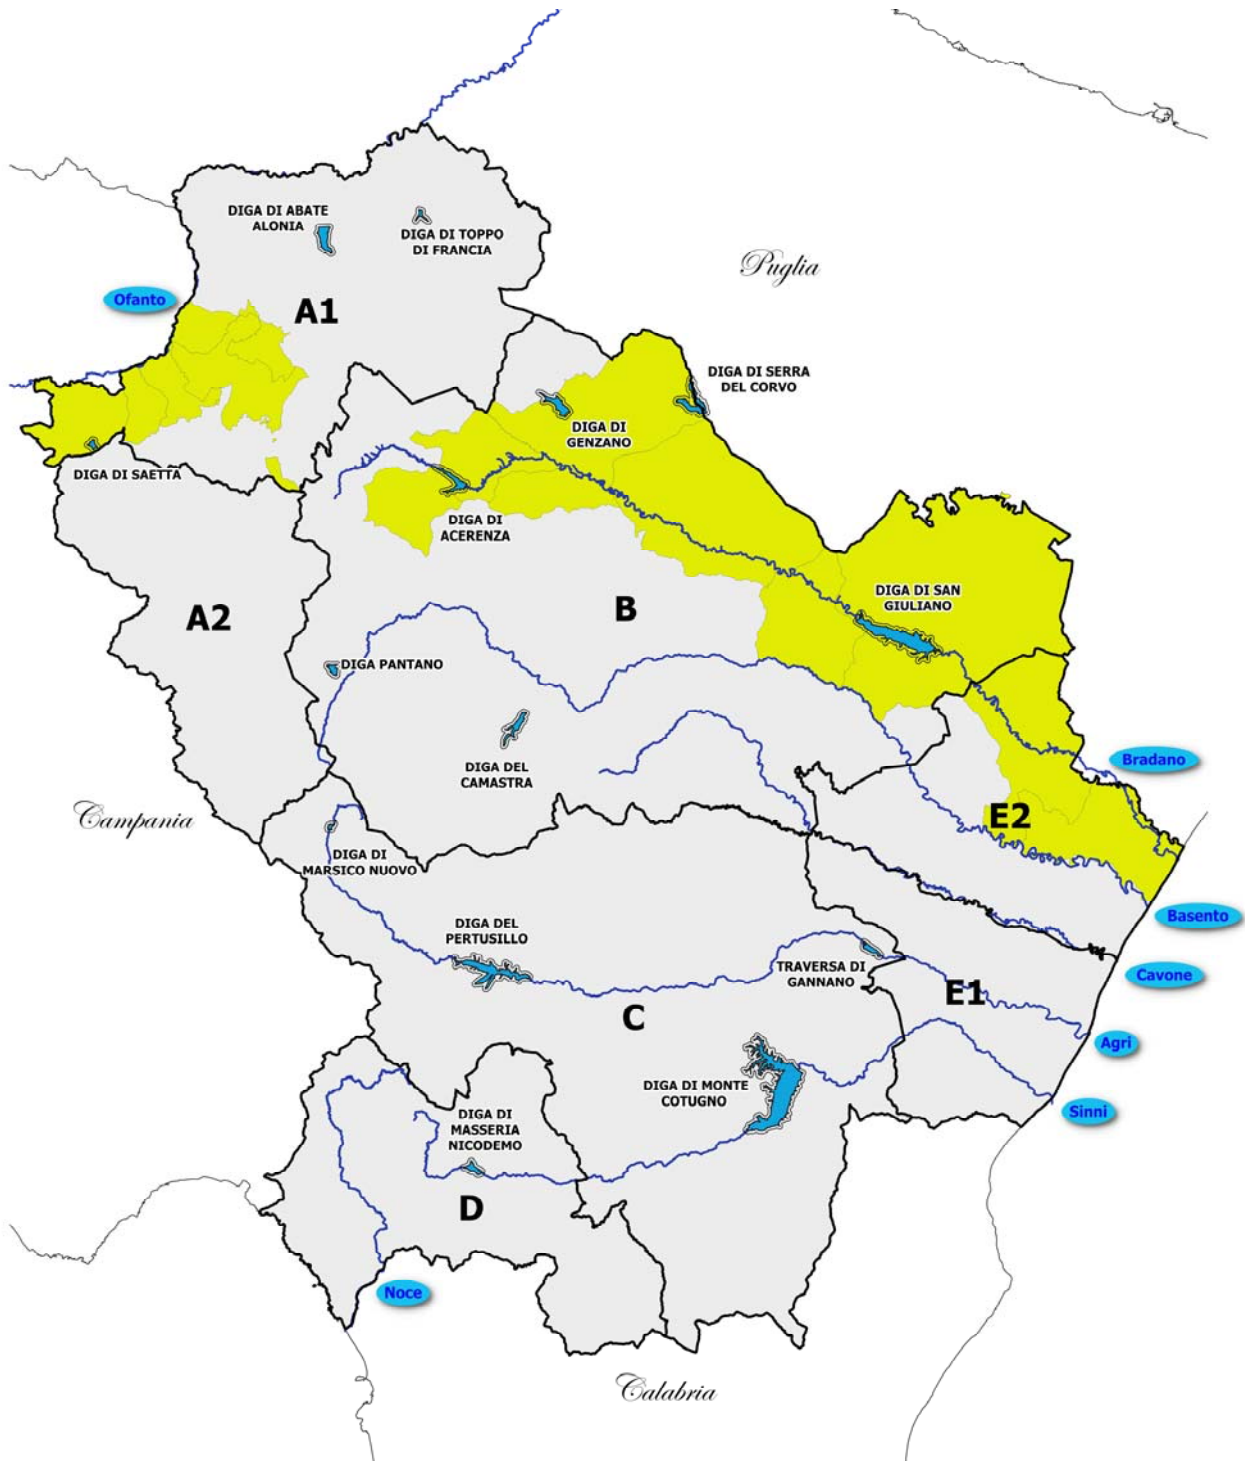 DIGA DI ABATE
ALONIA
DIGA DI TOPPO
DI FRANCIA
Puglia
Ofanto
A1
DIGA DI SERRA
DEL CORVO
DIGA DI
GENZANO
DIGA DI SAETTA
DIGA DI
ACERENZA
DIGA DI SAN
GIULIANO
A2
B
DIGA PANTANO
DIGA DEL
CAMASTRA
Bradano
Campania
E2
DIGA DI
MARSICO NUOVO
Basento
DIGA DEL
PERTUSILLO
TRAVERSA DI
GANNANO
Cavone
E1
C
Agri
DIGA DI MONTE
COTUGNO
Sinni
DIGA DI
MASSERIA
NICODEMO
D
Noce
Calabria